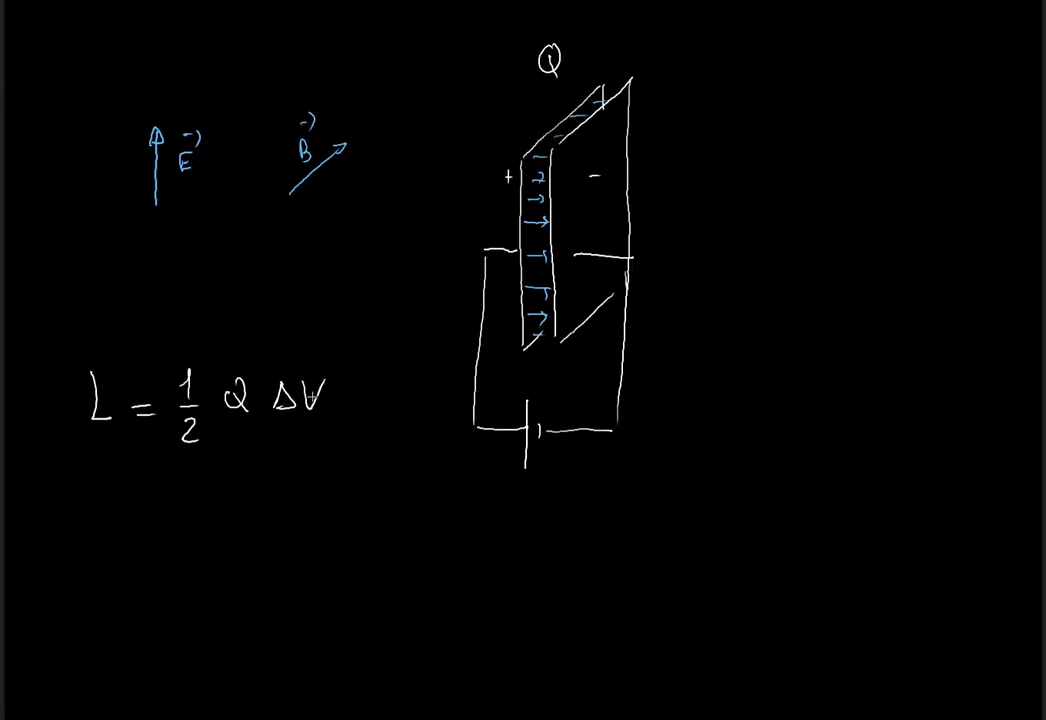 Q
E⃗
B⃗
+
-
L = 1/2 Q ΔV